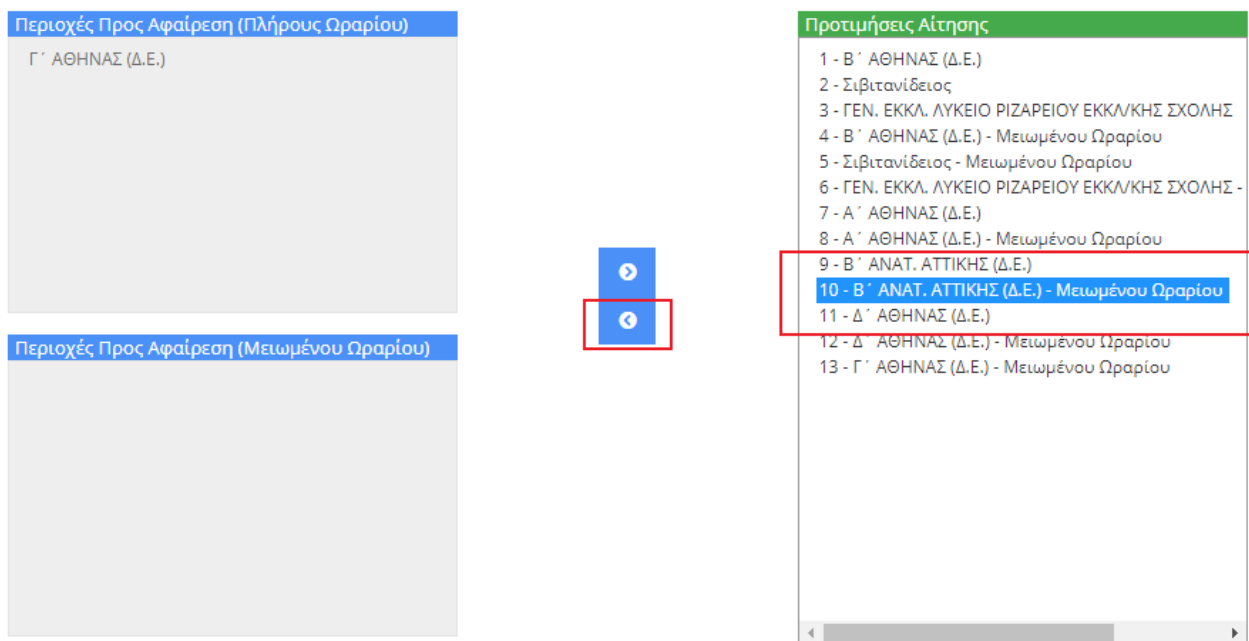 Περιοχές Προς Αφαίρεση (Πλήρους Ωραρίου)
Γ΄ ΑΘΗΝΑΣ (Δ.Ε.)
Περιοχές Προς Αφαίρεση (Μειωμένου Ωραρίου)
Προτιμήσεις Αίτησης
1 - Β΄ ΑΘΗΝΑΣ (Δ.Ε.)
2 - Σιβιτανίδειος
3 - ΓΕΝ. ΕΚΚΛ. ΛΥΚΕΙΟ ΡΙΖΑΡΕΙΟΥ ΕΚΚΛ/ΚΗΣ ΣΧΟΛΗΣ
4 - Β΄ ΑΘΗΝΑΣ (Δ.Ε.) - Μειωμένου Ωραρίου
5 - Σιβιτανίδειος - Μειωμένου Ωραρίου
6 - ΓΕΝ. ΕΚΚΛ. ΛΥΚΕΙΟ ΡΙΖΑΡΕΙΟΥ ΕΚΚΛ/ΚΗΣ ΣΧΟΛΗΣ -
7 - Α΄ ΑΘΗΝΑΣ (Δ.Ε.)
8 - Α΄ ΑΘΗΝΑΣ (Δ.Ε.) - Μειωμένου Ωραρίου
9 - Β΄ ΑΝΑΤ. ΑΤΤΙΚΗΣ (Δ.Ε.)
10 - Β΄ ΑΝΑΤ. ΑΤΤΙΚΗΣ (Δ.Ε.) - Μειωμένου Ωραρίου
11 - Δ΄ ΑΘΗΝΑΣ (Δ.Ε.)
12 - Δ΄ ΑΘΗΝΑΣ (Δ.Ε.) - Μειωμένου Ωραρίου
13 - Γ΄ ΑΘΗΝΑΣ (Δ.Ε.) - Μειωμένου Ωραρίου